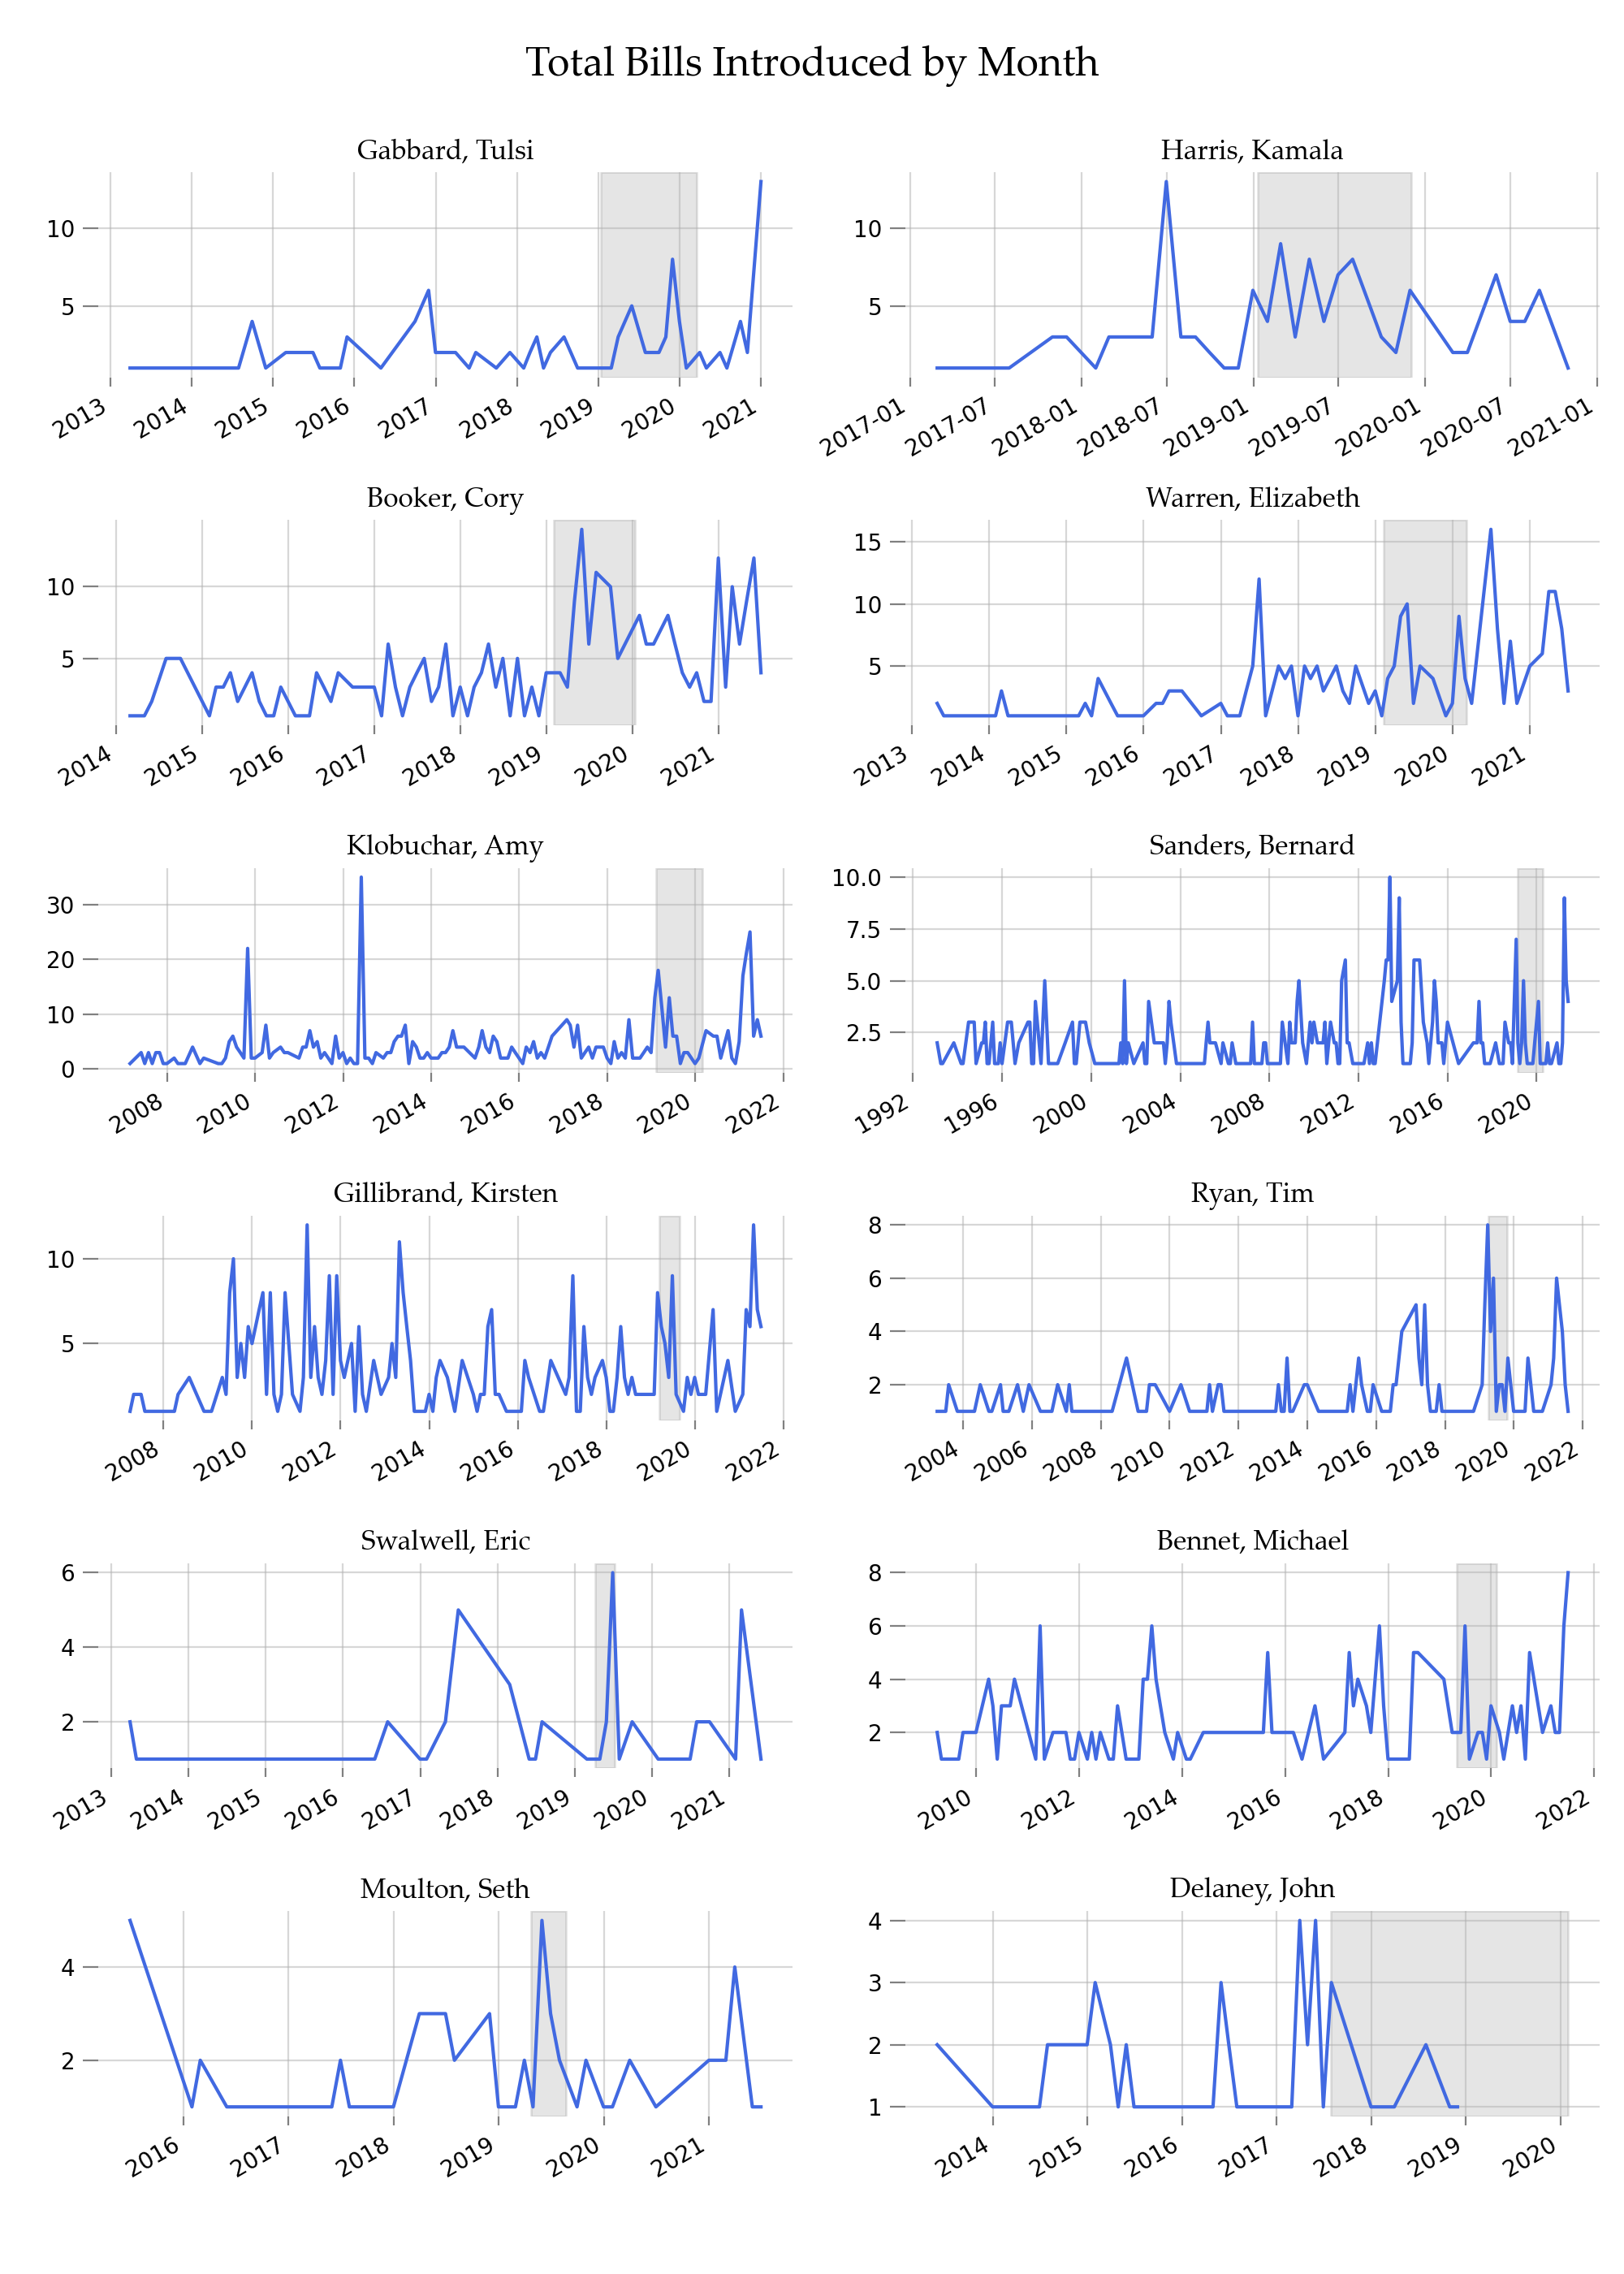 Total Bills Introduced by Month
Gabbard, Tulsi
10
5
2013 2014 2015 2016 2017 2018 2019 2020 2021
Harris, Kamala
10
5
2017-01 2017-07 2018-01 2018-07 2019-01 2019-07 2020-01 2020-07 2021-01
Booker, Cory
10
5
2014 2015 2016 2017 2018 2019 2020 2021
Warren, Elizabeth
15
10
5
2013 2014 2015 2016 2017 2018 2019 2020 2021
Klobuchar, Amy
30
20
10
0
2008 2010 2012 2014 2016 2018 2020 2022
Sanders, Bernard
10.0
7.5
5.0
2.5
1992 1996 2000 2004 2008 2012 2016 2020
Gillibrand, Kirsten
10
5
2008 2010 2012 2014 2016 2018 2020 2022
Ryan, Tim
8
6
4
2
2004 2006 2008 2010 2012 2014 2016 2018 2020 2022
Swalwell, Eric
6
4
2
2013 2014 2015 2016 2017 2018 2019 2020 2021
Bennet, Michael
8
6
4
2
2010 2012 2014 2016 2018 2020 2022
Moulton, Seth
4
2
2016 2017 2018 2019 2020 2021
Delaney, John
4
3
2
1
2014 2015 2016 2017 2018 2019 2020